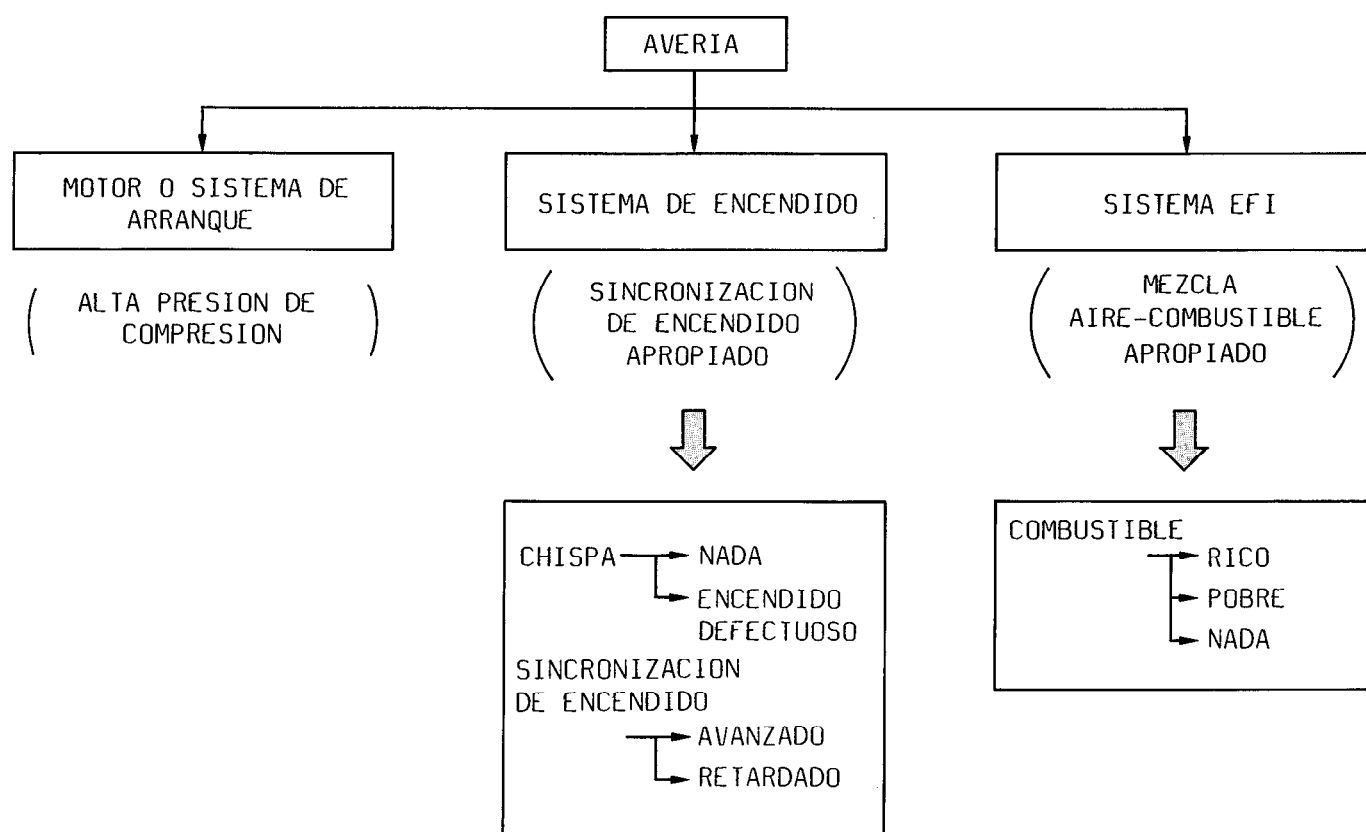 AVERIA
MOTOR O SISTEMA DE
ARRANQUE
SISTEMA DE ENCENDIDO
SISTEMA EFI
ALTA PRESION DE
COMPRESION
SINCRONIZACION
DE ENCENDIDO
APROPIADO
MEZCLA
AIRE-COMBUSTIBLE
APROPIADO
CHISPA
NADA
ENCENDIDO
DEFECTUOSO
SINCRONIZACION
DE ENCENDIDO
AVANZADO
RETARDADO
COMBUSTIBLE
RICO
POBRE
NADA